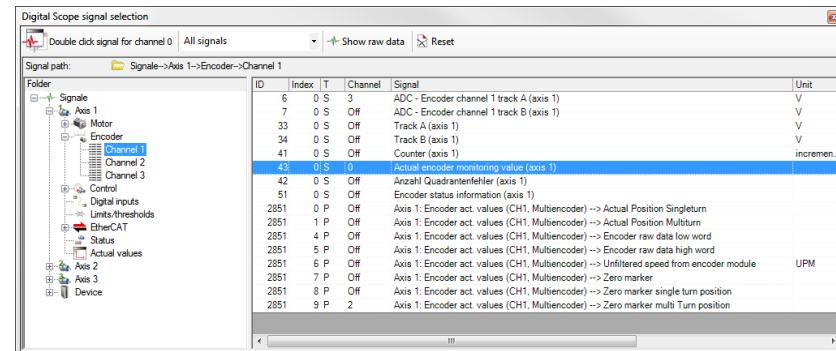 Digital Scope signal selection
Double click signal for channel 0 All signals Show raw data Reset
Signal path: Signale-->Axis 1-->Encoder-->Channel 1
Folder
Signale
Axis 1
Motor
Encoder
Channel 1
Channel 2
Channel 3
Control
Digital inputs
Limits/thresholds
EtherCAT
Status
Actual values
Axis 2
Axis 3
Device
ID Index T Channel Signal Unit
6 0 S 3 ADC - Encoder channel 1 track A (axis 1) V
7 0 S Off ADC - Encoder channel 1 track B (axis 1) V
33 0 S Off Track A (axis 1) V
34 0 S Off Track B (axis 1) V
41 0 S Off Counter (axis 1) incremen...
43 0 S 0 Actual encoder monitoring value (axis 1)
42 0 S Off Anzahl Quadrantenfehler (axis 1)
51 0 S Off Encoder status information (axis 1)
2851 0 P Off Axis 1: Encoder act. values (CH1, Multiencoder) --> Actual Position Singleturn
2851 1 P Off Axis 1: Encoder act. values (CH1, Multiencoder) --> Actual Position Multiturn
2851 4 P Off Axis 1: Encoder act. values (CH1, Multiencoder) --> Encoder raw data low word
2851 5 P Off Axis 1: Encoder act. values (CH1, Multiencoder) --> Encoder raw data high word
2851 6 P Off Axis 1: Encoder act. values (CH1, Multiencoder) --> Unfiltered speed from encoder module UPM
2851 7 P Off Axis 1: Encoder act. values (CH1, Multiencoder) --> Zero marker
2851 8 P Off Axis 1: Encoder act. values (CH1, Multiencoder) --> Zero marker single turn position
2851 9 P 2 Axis 1: Encoder act. values (CH1, Multiencoder) --> Zero marker multi Turn position